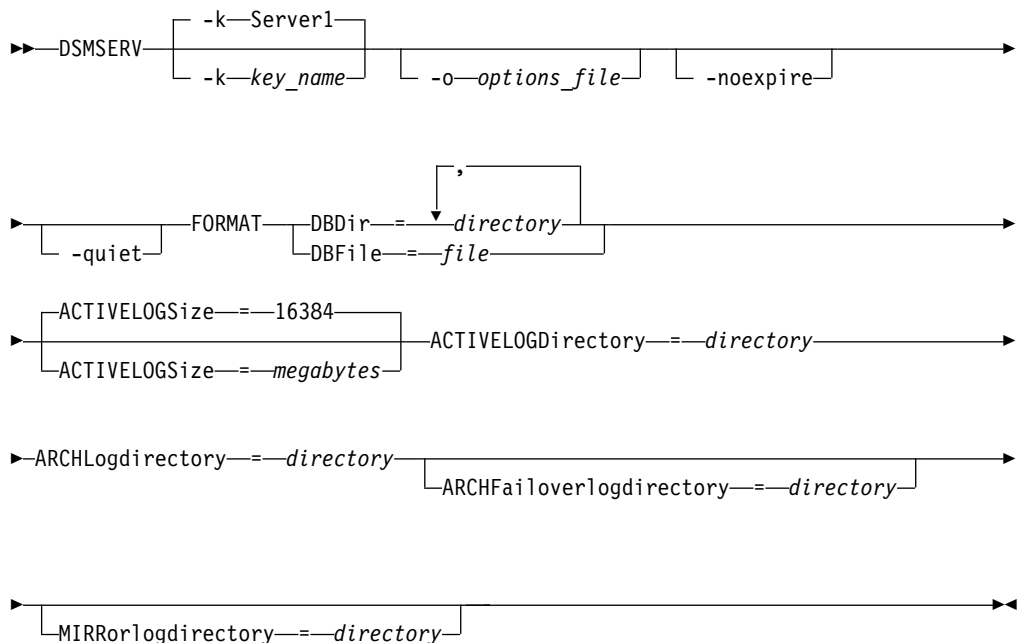 -k—Server1
DSMSERV
-k—key_name
-o—options_file
-noexpire
,
-quiet
FORMAT
DBDir—=—directory
DBFile—=—file
ACTIVELOGSize—=—16384
ACTIVELOGSize—=—megabytes
ACTIVELOGDirectory—=—directory
ARCHLogdirectory—=—directory
ARCHFailoverlogdirectory—=—directory
MIRRorlogdirectory—=—directory